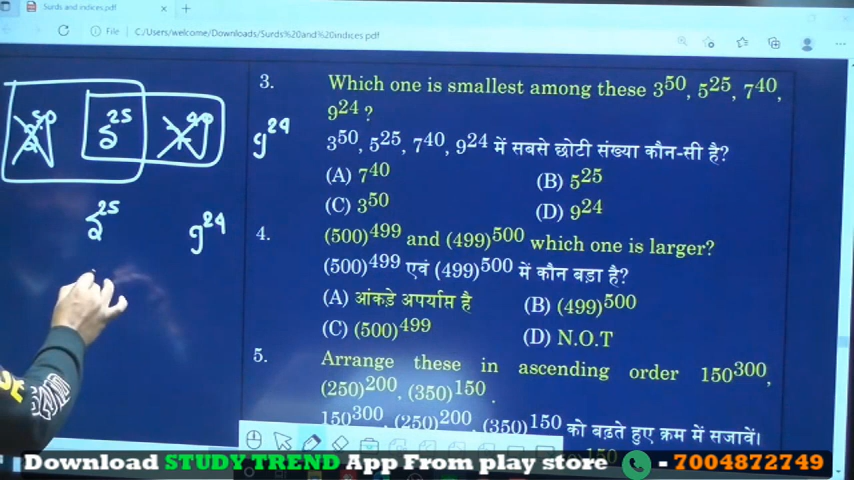 Surds and indices.pdf
File | C:/Users/welcome/Downloads/Surds%20and%20indices.pdf
3. Which one is smallest among these 3^50, 5^25, 7^40,
9^24 ?
3^50, 5^25, 7^40, 9^24 में सबसे छोटी संख्या कौन-सी है?
(A) 7^40 (B) 5^25
(C) 3^50 (D) 9^24
5^25
9^24
5^25 9^24
4. (500)^499 and (499)^500 which one is larger?
(500)^499 एवं (499)^500 में कौन बड़ा है?
(A) आंकड़े अपर्याप्त है (B) (499)^500
(C) (500)^499 (D) N.O.T
5. Arrange these in ascending order 150^300,
(250)^200, (350)^150 .
150^300, (250)^200, (350)^150 को बढ़ते हुए क्रम में सजावें।
Download STUDY TREND App From play store - 7004872749